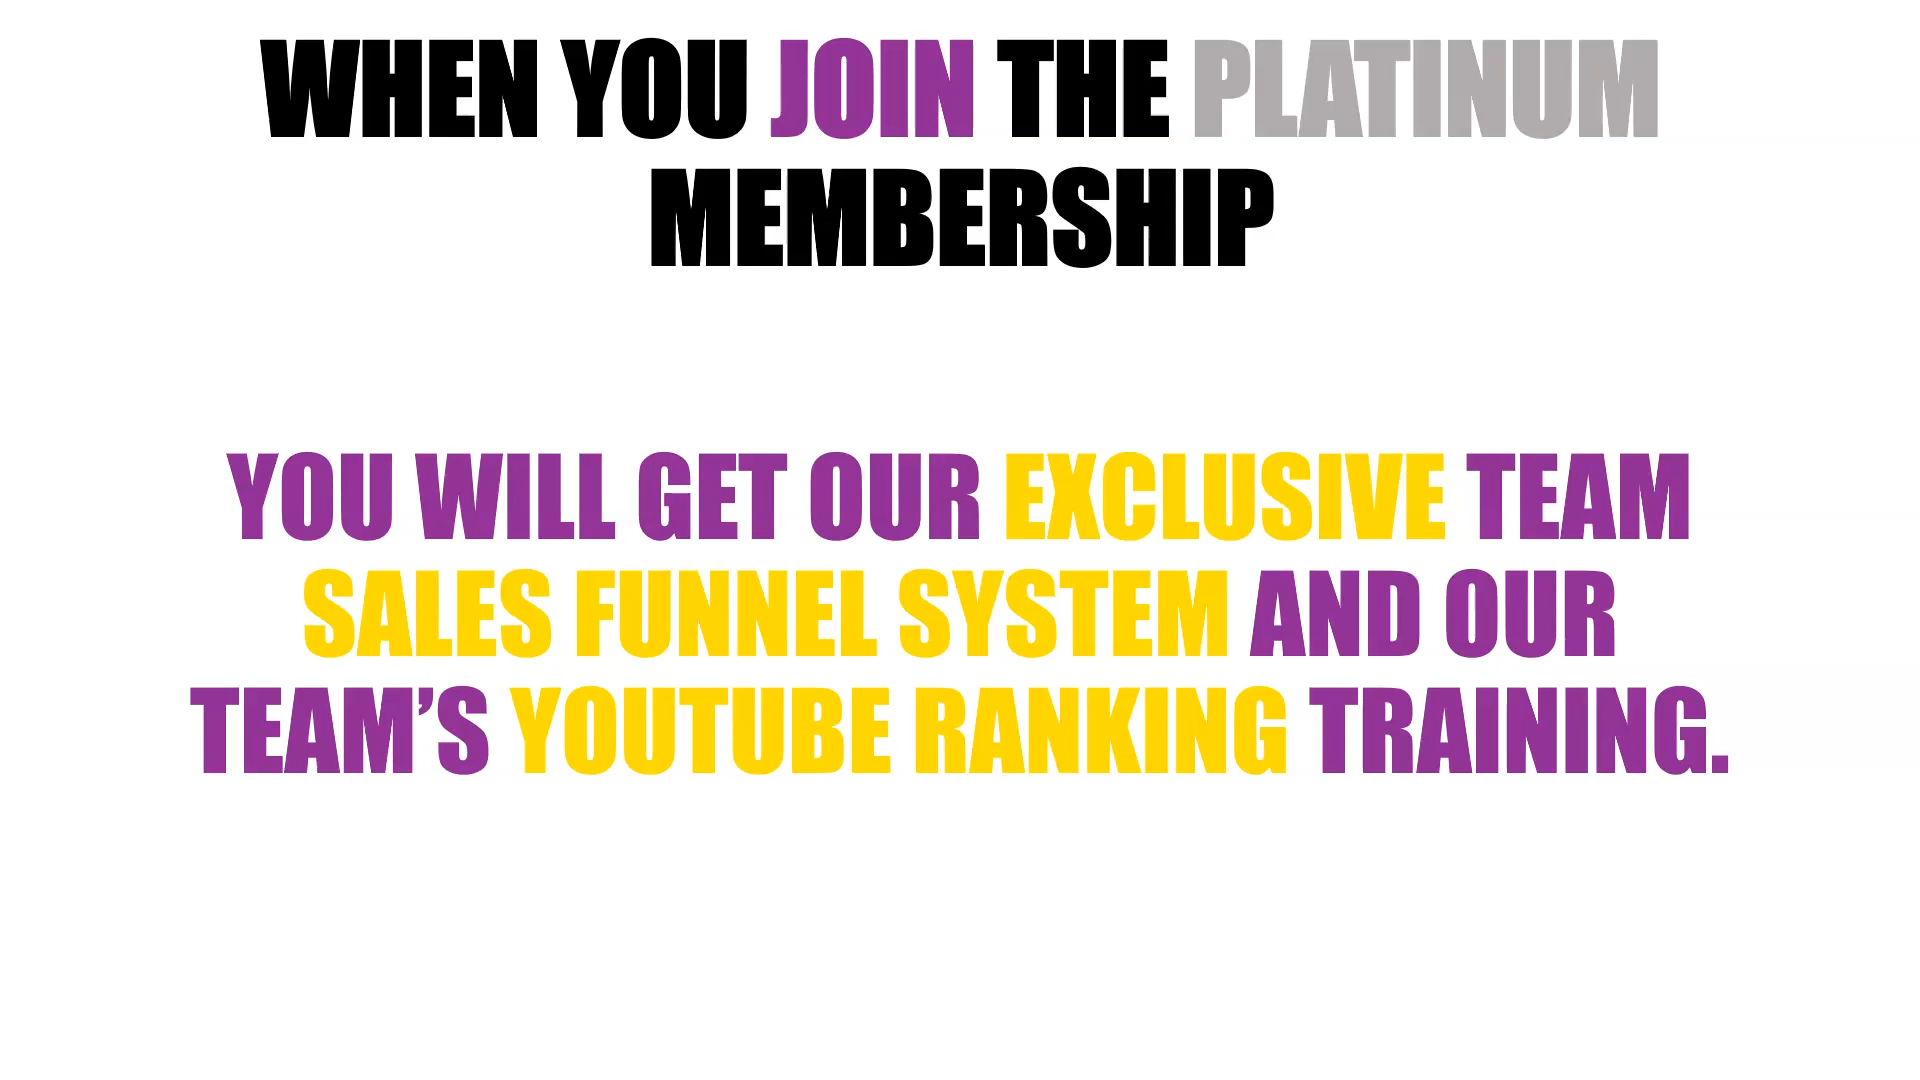 WHEN YOU JOIN THE PLATINUM
MEMBERSHIP
YOU WILL GET OUR EXCLUSIVE TEAM
SALES FUNNEL SYSTEM AND OUR
TEAM’S YOUTUBE RANKING TRAINING.